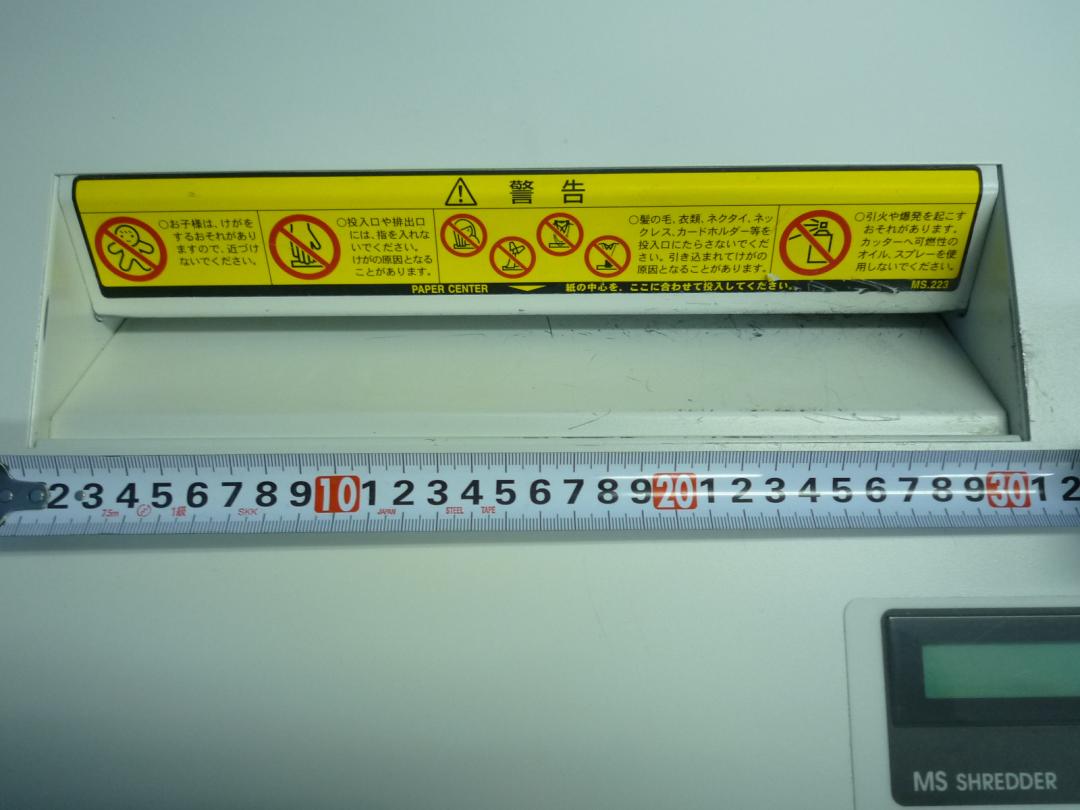 警告
○お子様は、けがを
するおそれがあり
ますので、近づけ
ないでください。
○投入口や排出口
には、指を入れな
いでください。
けがの原因となる
ことがあります。
○髪の毛、衣類、ネクタイ、ネッ
クレス、カードホルダー等を
投入口にたらさないでくだ
さい。引き込まれてけがの
原因となることがあります。
○引火や爆発を起こす
おそれがあります。
カッターへ可燃性の
オイル、スプレーを使
用しないでください。
PAPER CENTER 紙の中心を、ここに合わせて投入してください。 MS.223
2 3 4 5 6 7 8 9 10 1 2 3 4 5 6 7 8 9 20 1 2 3 4 5 6 7 8 9 30 1 2
7.5m 1級 SKK JAPAN STEEL TAPE
MS SHREDDER